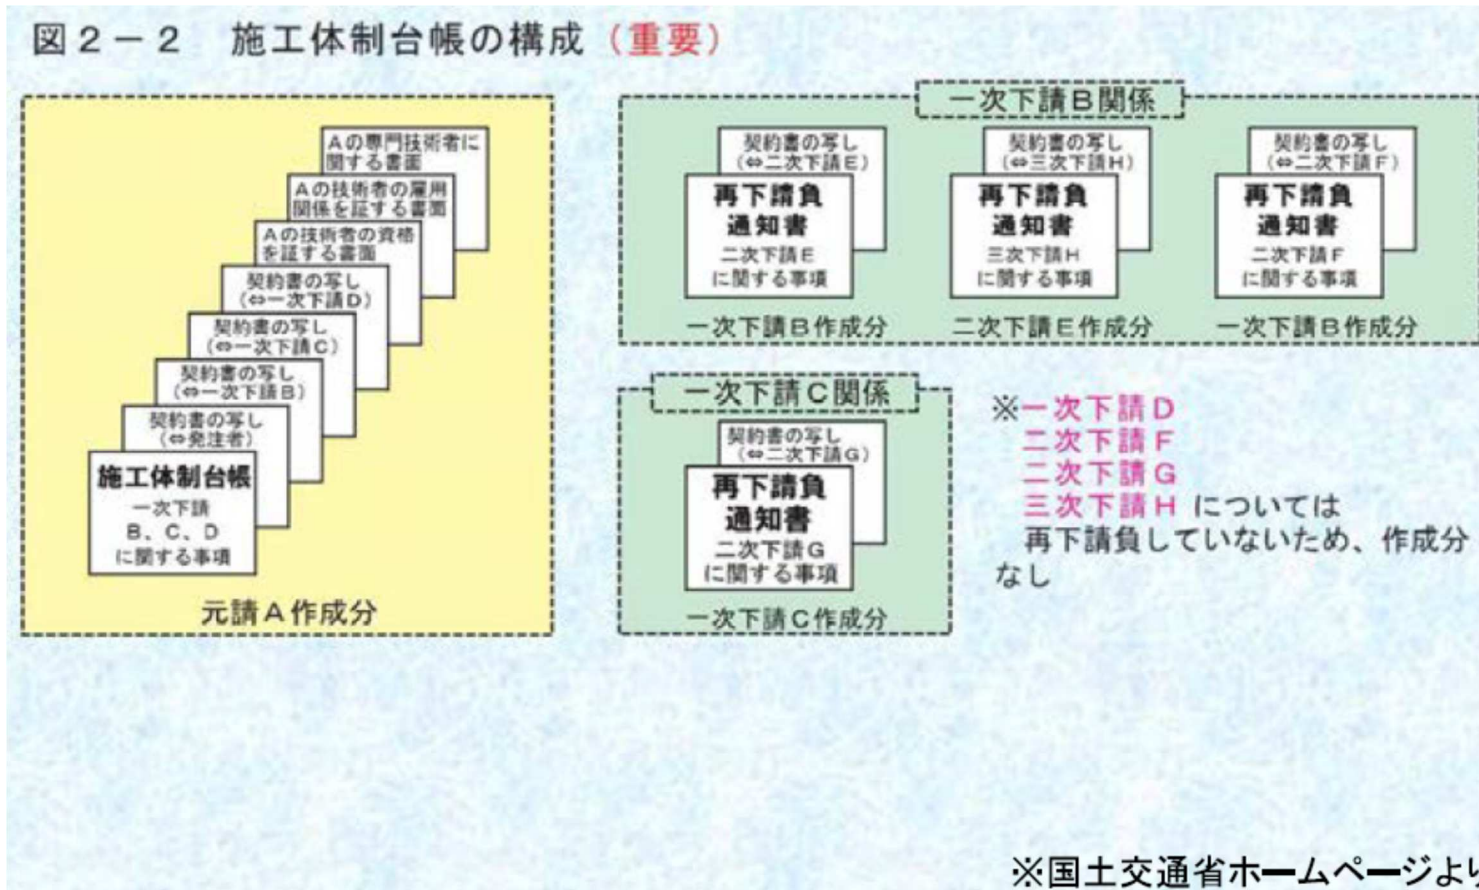 図２－２　施工体制台帳の構成（重要）
Aの専門技術者に
関する書面
Aの技術者の雇用
関係を証する書面
Aの技術者の資格
を証する書面
契約書の写し
（⇔一次下請D）
契約書の写し
（⇔一次下請C）
契約書の写し
（⇔一次下請B）
契約書の写し
（⇔発注者）
施工体制台帳
一次下請
B、C、D
に関する事項
元請A作成分
一次下請B関係
契約書の写し
（⇔二次下請E）
再下請負
通知書
二次下請E
に関する事項
一次下請B作成分
契約書の写し
（⇔三次下請H）
再下請負
通知書
三次下請H
に関する事項
二次下請E作成分
契約書の写し
（⇔二次下請F）
再下請負
通知書
二次下請F
に関する事項
一次下請B作成分
一次下請C関係
契約書の写し
（⇔二次下請G）
再下請負
通知書
二次下請G
に関する事項
一次下請C作成分
※一次下請D
二次下請F
二次下請G
三次下請H については
再下請負していないため、作成分
なし
※国土交通省ホームページより